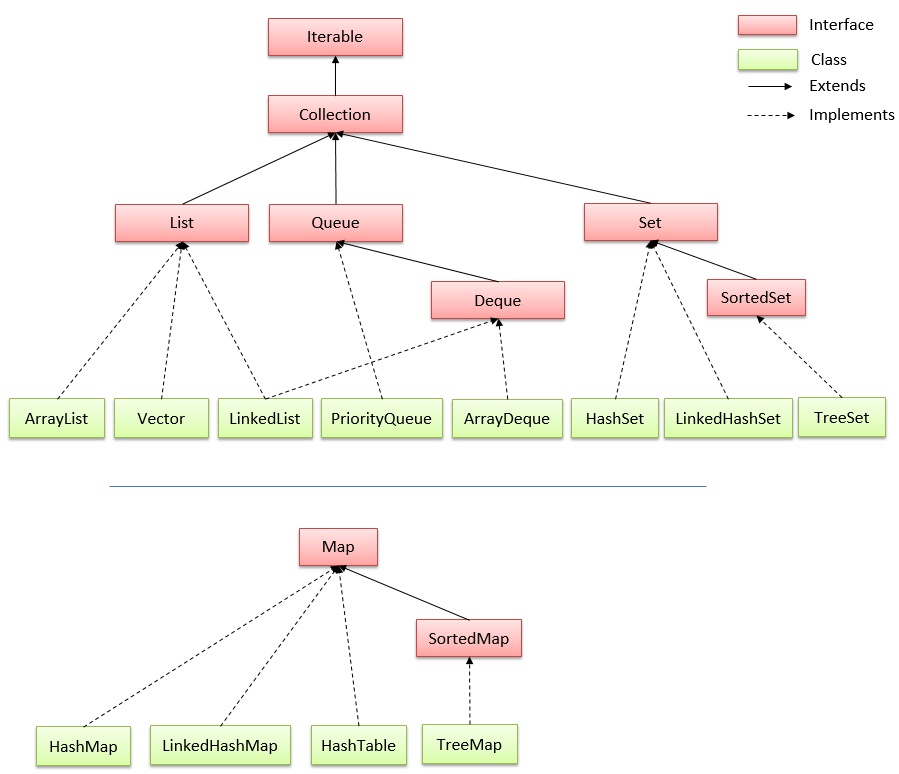 Iterable
Interface
Class
Extends
Implements
Collection
List
Queue
Set
Deque
SortedSet
ArrayList
Vector
LinkedList
PriorityQueue
ArrayDeque
HashSet
LinkedHashSet
TreeSet
Map
SortedMap
HashMap
LinkedHashMap
HashTable
TreeMap